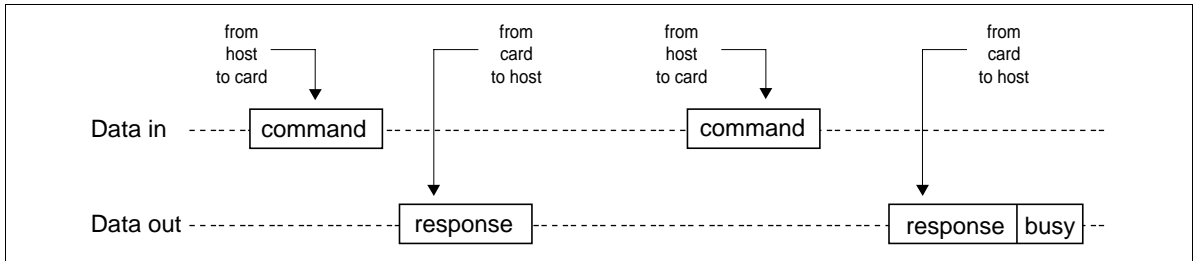 from
host
to card
from
card
to host
from
host
to card
from
card
to host
Data in
command
command
Data out
response
response
busy